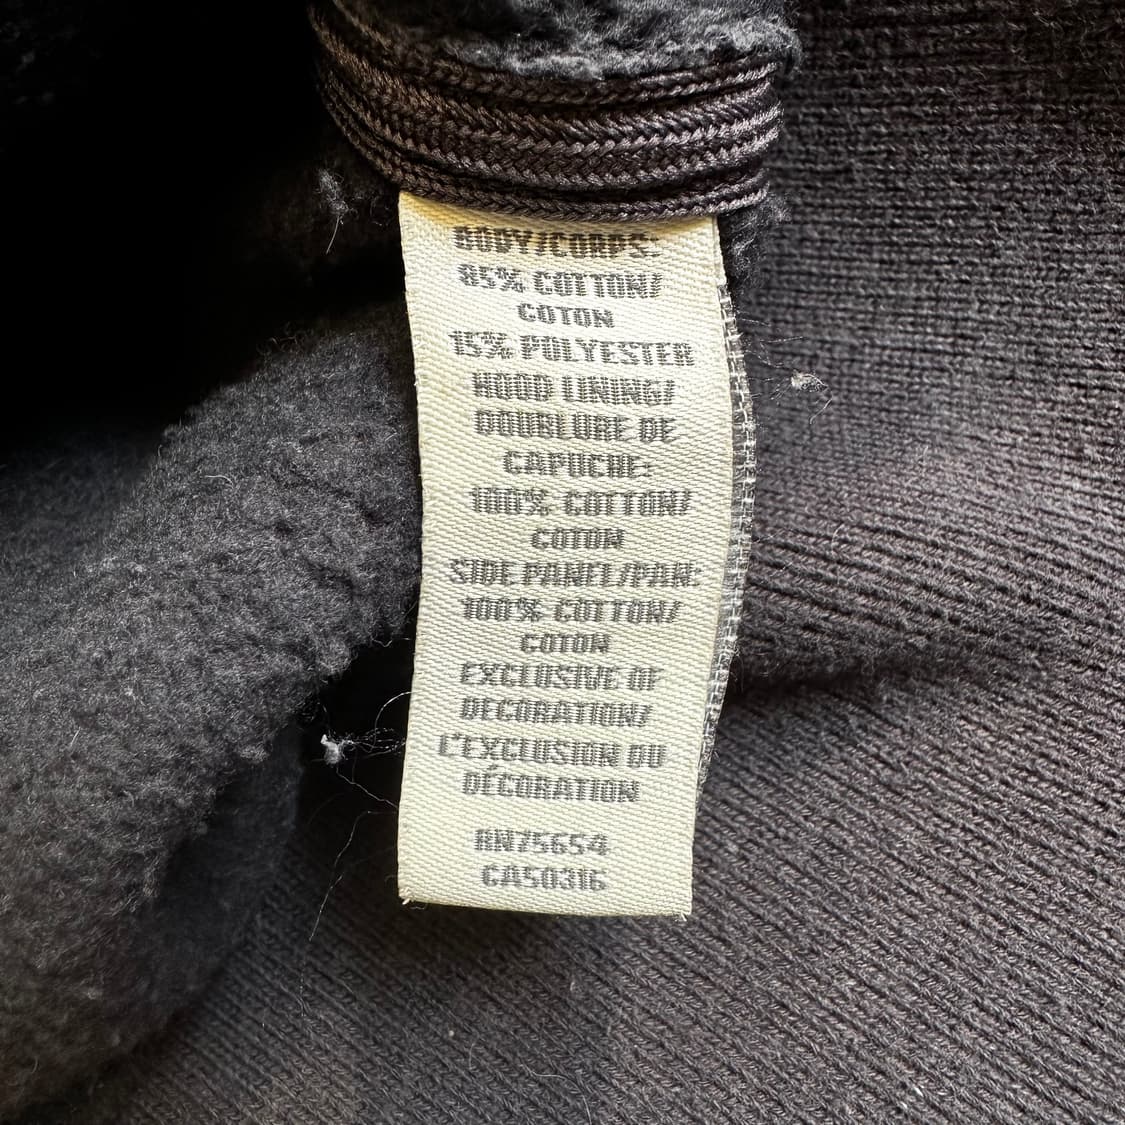 BODY/CORPS:
85% COTTON/
COTON
15% POLYESTER
HOOD LINING/
DOUBLURE DE
CAPUCHE:
100% COTTON/
COTON
SIDE PANEL/PAN:
100% COTTON/
COTON
EXCLUSIVE OF
DECORATION/
L'EXCLUSION DU
DÉCORATION
RN75654
CA50316